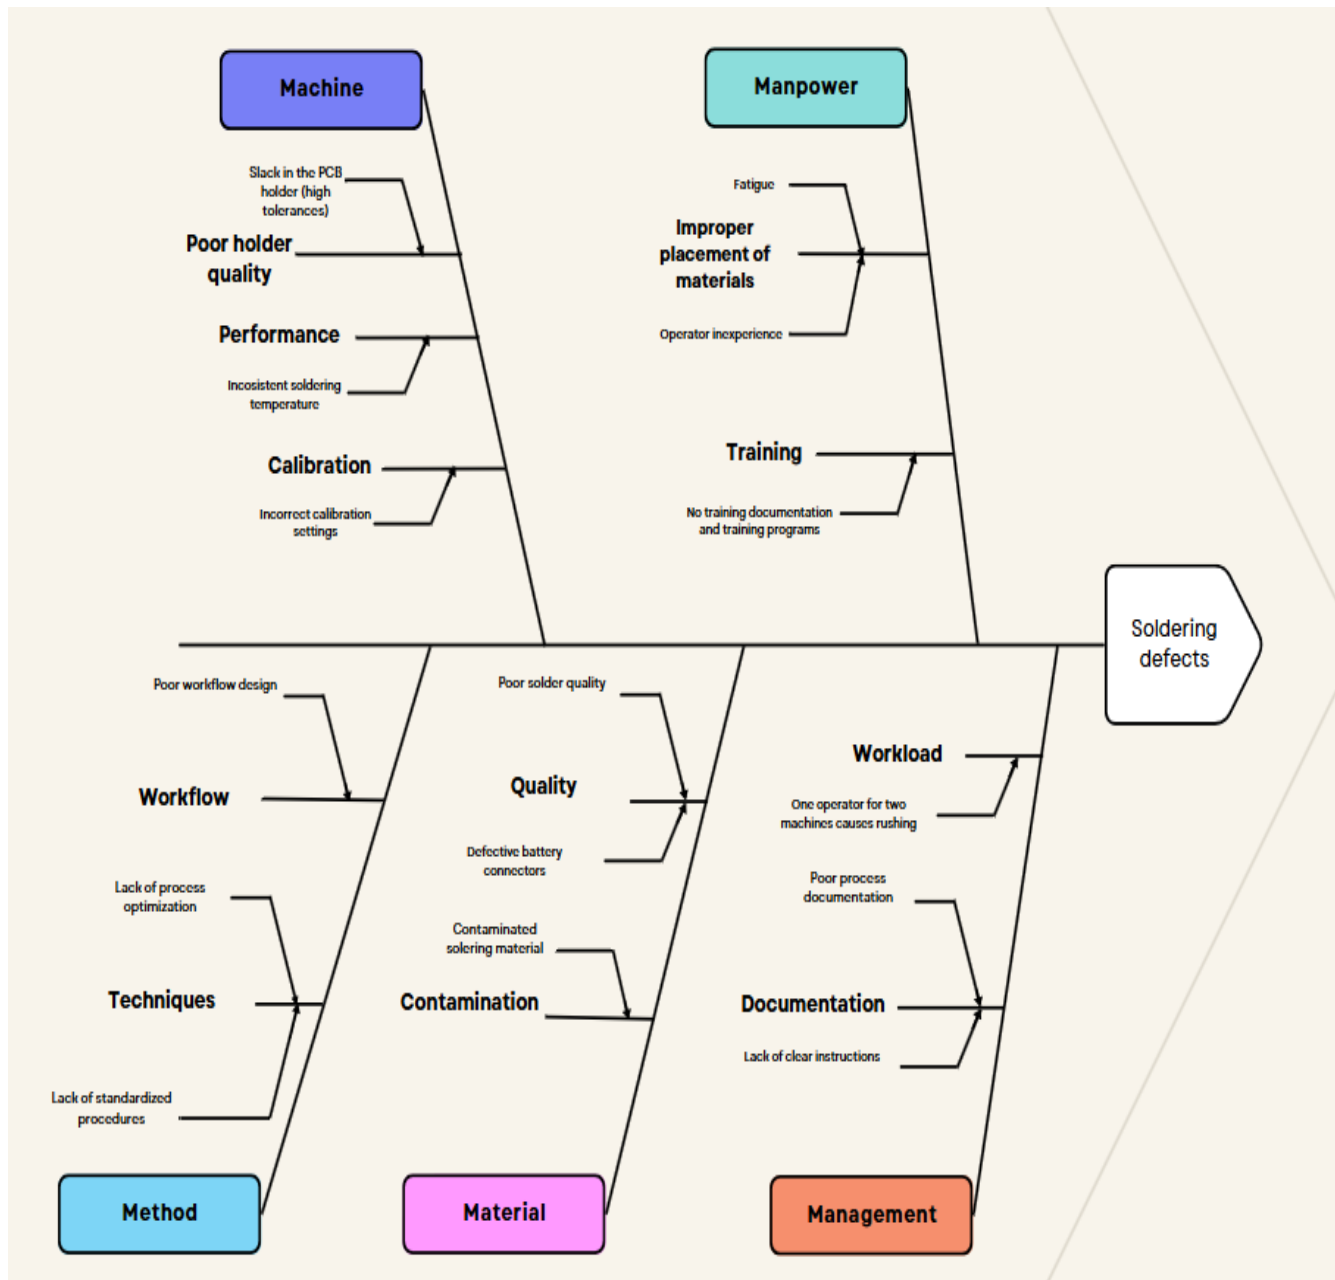 Machine
Manpower
Slack in the PCB
holder (high
tolerances)
Poor holder
quality
Performance
Incosistent soldering
temperature
Calibration
Incorrect calibration
settings
Fatigue
Improper
placement of
materials
Operator inexperience
Training
No training documentation
and training programs
Soldering
defects
Poor workflow design
Workflow
Lack of process
optimization
Techniques
Lack of standardized
procedures
Poor solder quality
Quality
Defective battery
connectors
Contaminated
solering material
Contamination
Workload
One operator for two
machines causes rushing
Poor process
documentation
Documentation
Lack of clear instructions
Method
Material
Management